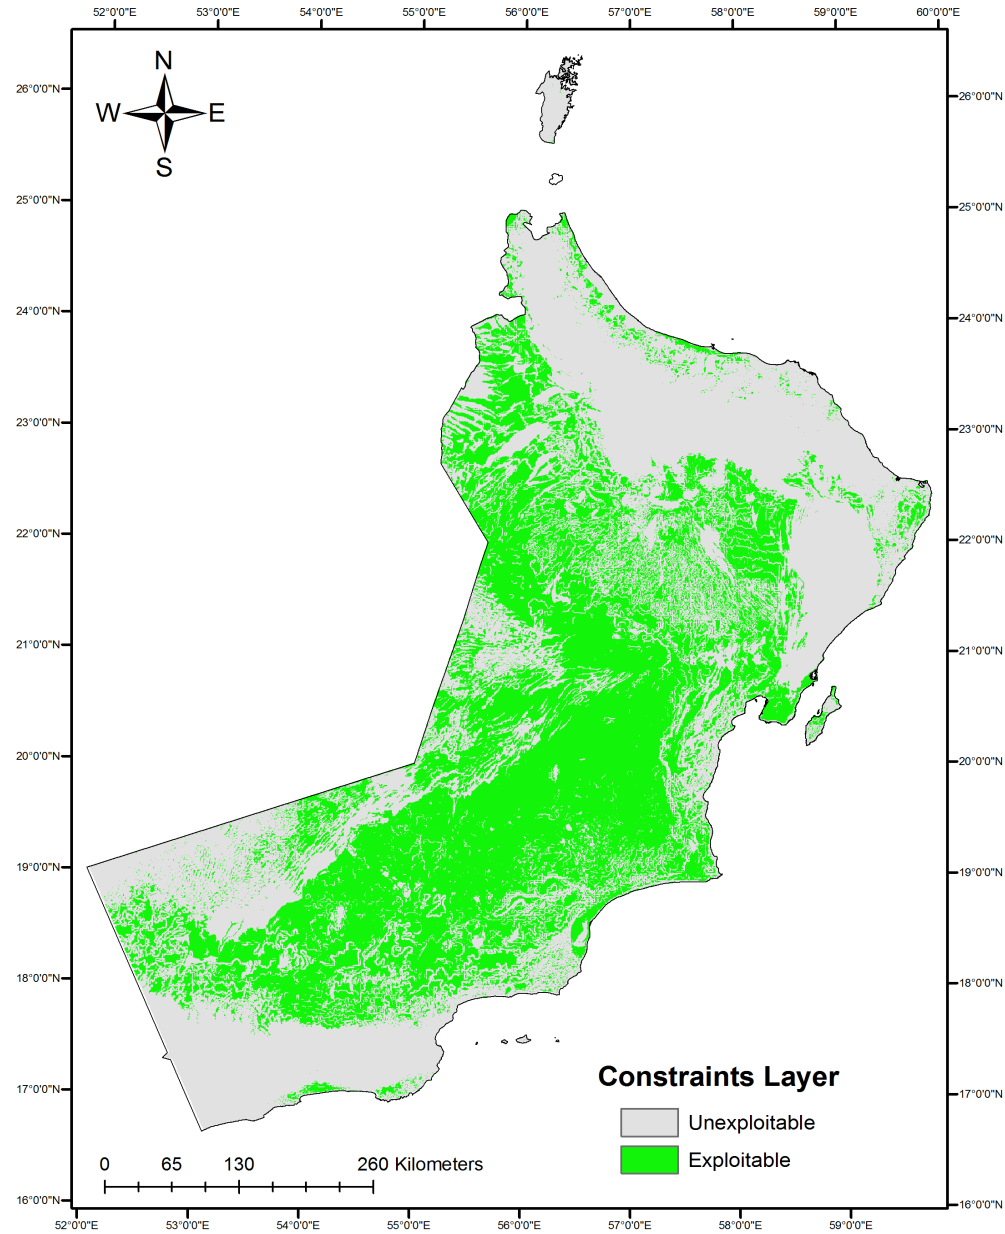 52°0'0"E 53°0'0"E 54°0'0"E 55°0'0"E 56°0'0"E 57°0'0"E 58°0'0"E 59°0'0"E 60°0'0"E
N
W E
S
26°0'0"N 26°0'0"N
25°0'0"N 25°0'0"N
24°0'0"N 24°0'0"N
23°0'0"N 23°0'0"N
22°0'0"N 22°0'0"N
21°0'0"N 21°0'0"N
20°0'0"N 20°0'0"N
19°0'0"N 19°0'0"N
18°0'0"N 18°0'0"N
17°0'0"N 17°0'0"N
16°0'0"N 16°0'0"N
Constraints Layer
Unexploitable
Exploitable
0 65 130 260 Kilometers
52°0'0"E 53°0'0"E 54°0'0"E 55°0'0"E 56°0'0"E 57°0'0"E 58°0'0"E 59°0'0"E